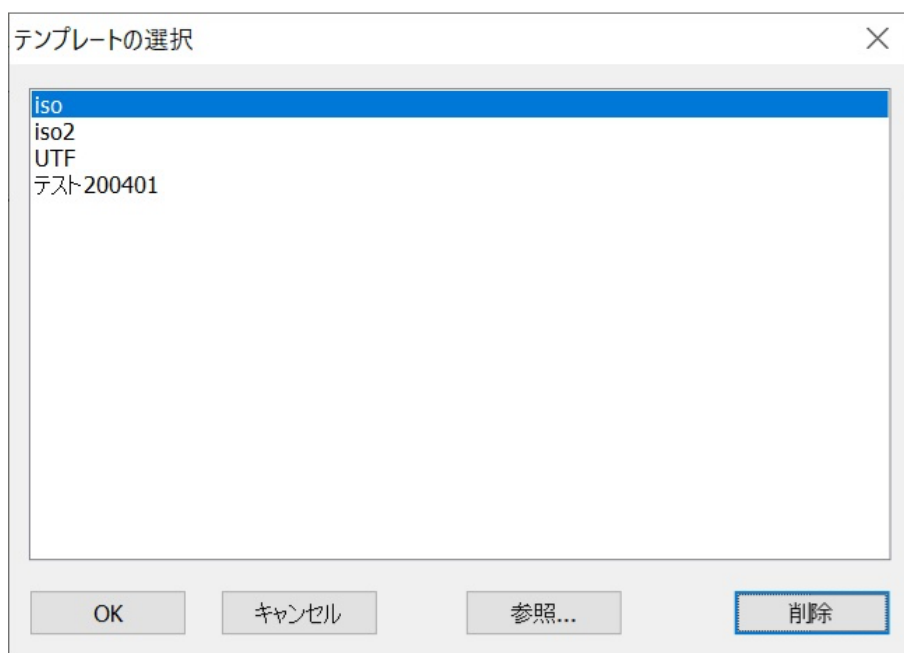 テンプレートの選択
iso
iso2
UTF
テスト200401
OK
キャンセル
参照...
削除